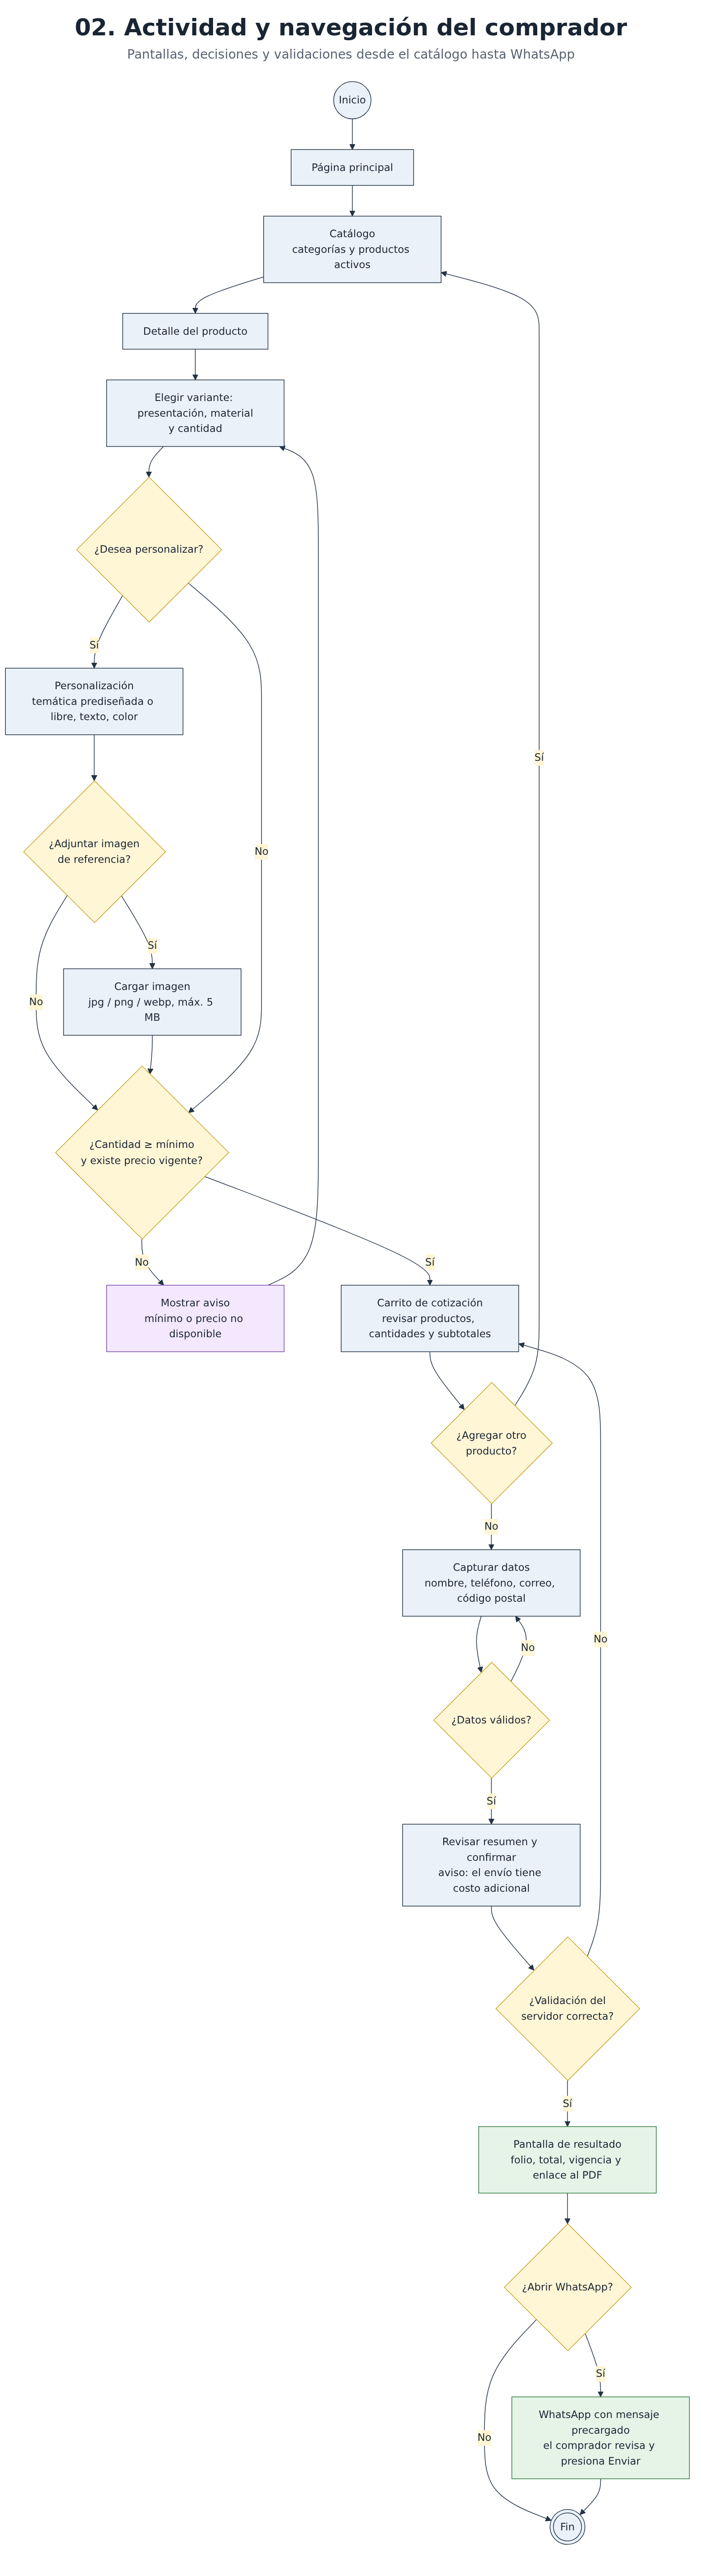 02. Actividad y navegación del comprador
Pantallas, decisiones y validaciones desde el catálogo hasta WhatsApp
Inicio
Página principal
Catálogo
categorías y productos
activos
Detalle del producto
Elegir variante:
presentación, material
y cantidad
¿Desea personalizar?
Sí
Personalización
temática prediseñada o
libre, texto, color
Sí
¿Adjuntar imagen
de referencia?
No
Sí
Cargar imagen
jpg / png / webp, máx. 5
MB
No
¿Cantidad ≥ mínimo
y existe precio vigente?
No
Sí
Mostrar aviso
mínimo o precio no
disponible
Carrito de cotización
revisar productos,
cantidades y subtotales
¿Agregar otro
producto?
No
Capturar datos
nombre, teléfono, correo,
código postal
No
No
¿Datos válidos?
Sí
Revisar resumen y
confirmar
aviso: el envío tiene
costo adicional
¿Validación del
servidor correcta?
Sí
Pantalla de resultado
folio, total, vigencia y
enlace al PDF
¿Abrir WhatsApp?
Sí
WhatsApp con mensaje
precargado
el comprador revisa y
presiona Enviar
No
Fin